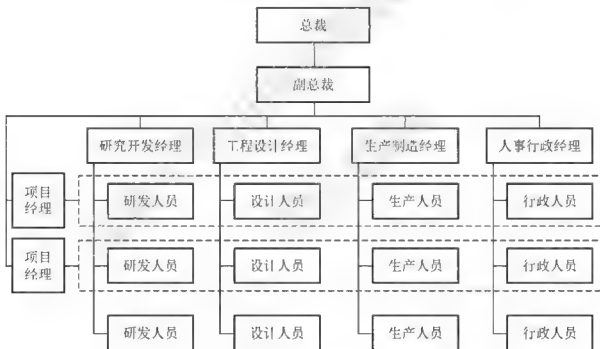 总裁
副总裁
研究开发经理 工程设计经理 生产制造经理 人事行政经理
项目
经理
研发人员 设计人员 生产人员 行政人员
项目
经理
研发人员 设计人员 生产人员 行政人员
研发人员 设计人员 生产人员 行政人员